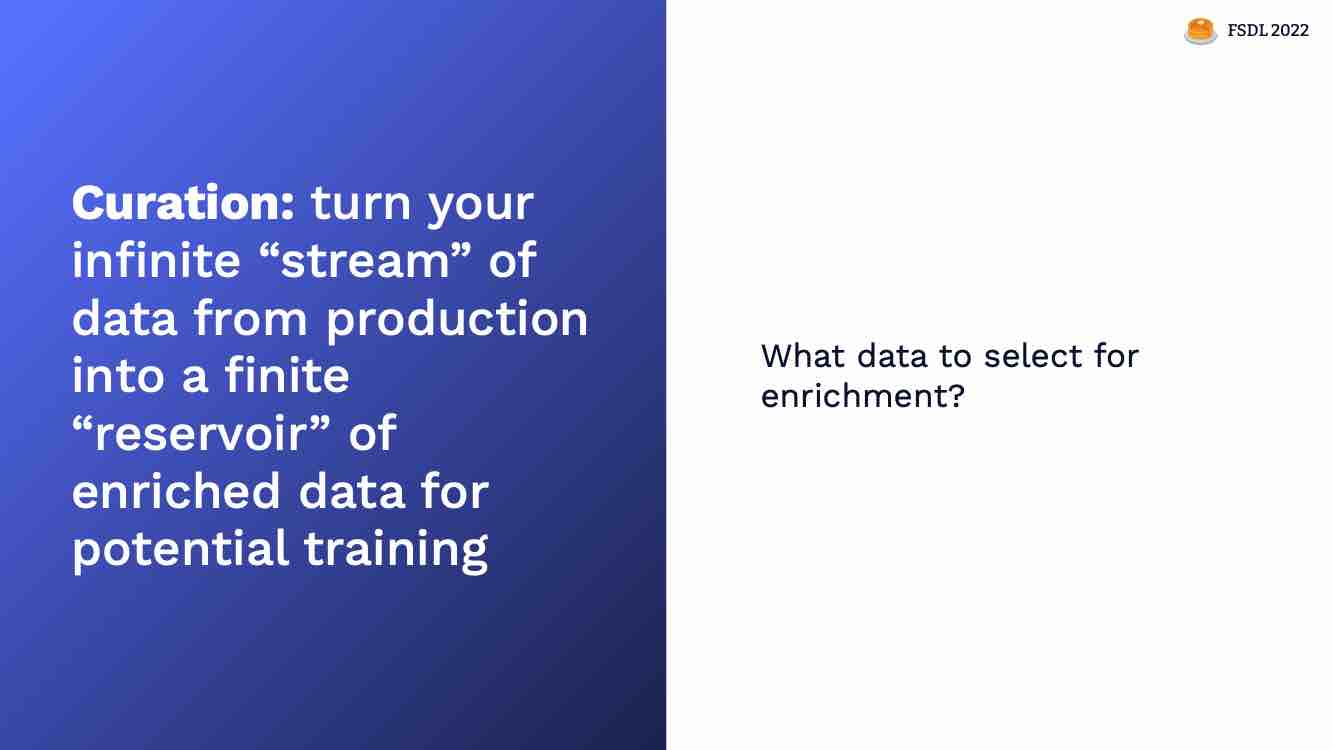 FSDL 2022
Curation: turn your
infinite “stream” of
data from production
into a finite
“reservoir” of
enriched data for
potential training
What data to select for
enrichment?